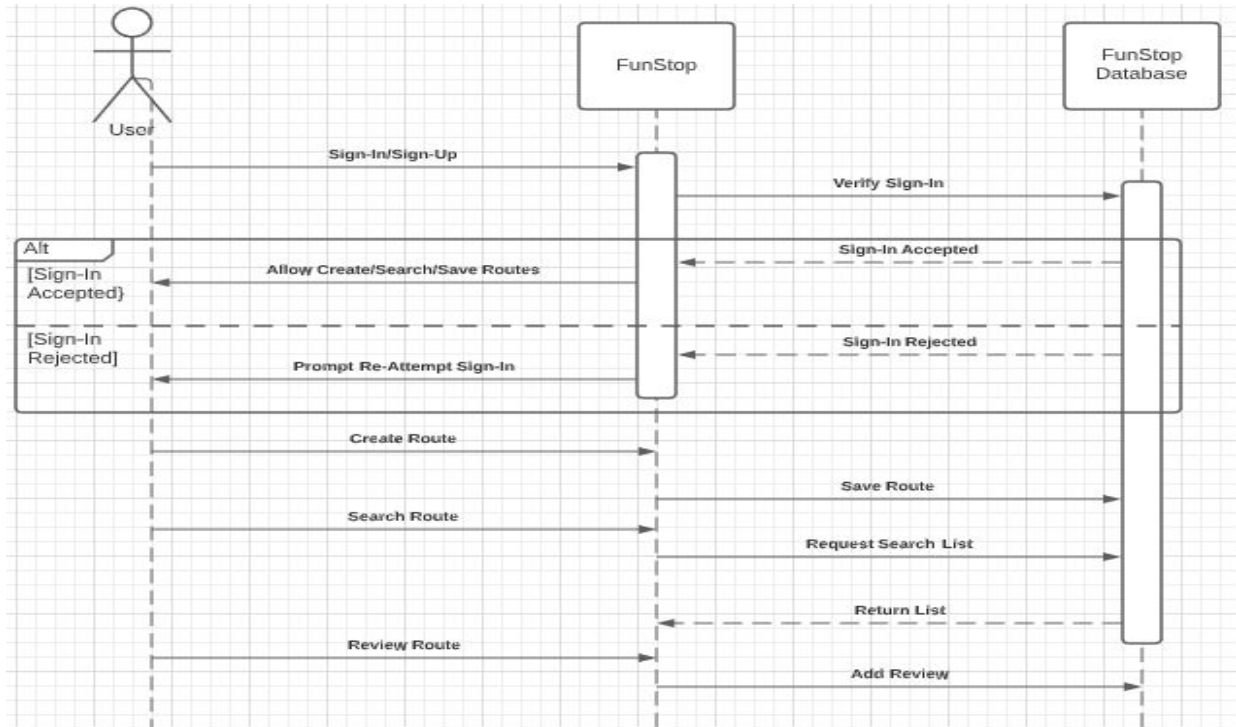 FunStop
FunStop
Database
User
Sign-In/Sign-Up
Verify Sign-In
Alt
Sign-In Accepted
[Sign-In
Accepted}
Allow Create/Search/Save Routes
[Sign-In
Rejected]
Sign-In Rejected
Prompt Re-Attempt Sign-In
Create Route
Save Route
Search Route
Request Search List
Return List
Review Route
Add Review